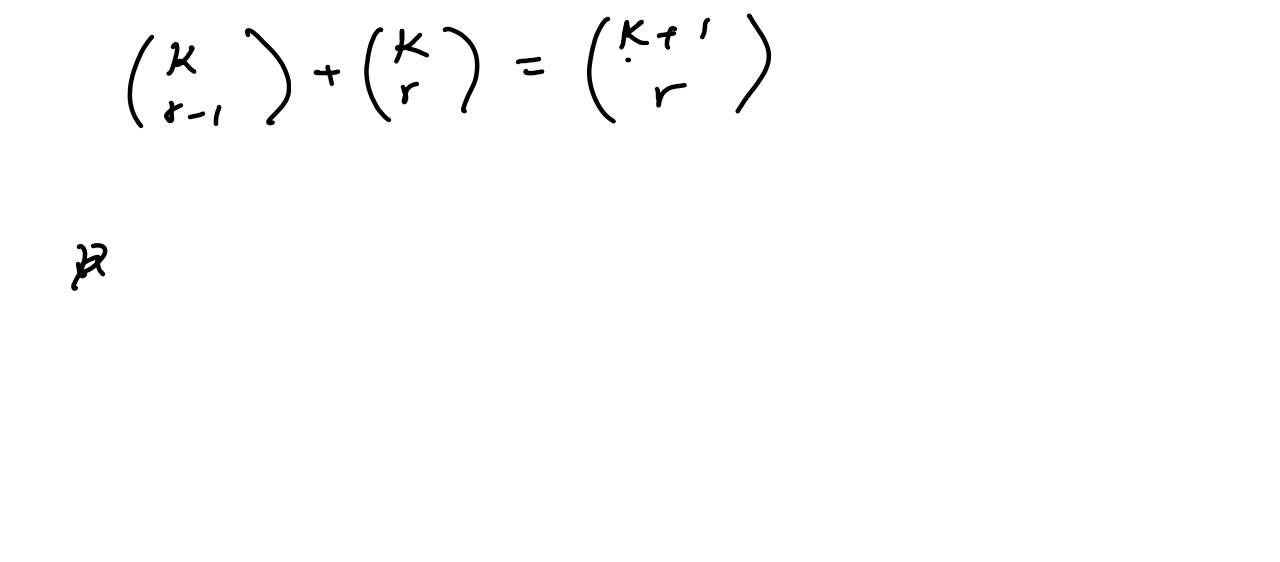 (K r-1) + (K r) = (K+1 r)